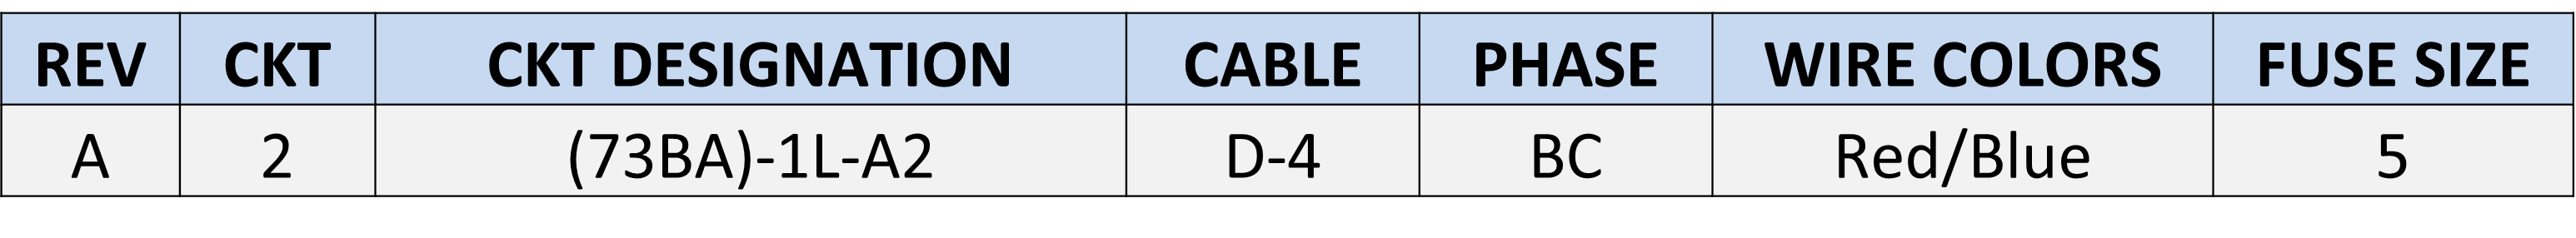 REV CKT CKT DESIGNATION CABLE PHASE WIRE COLORS FUSE SIZE
A 2 (73BA)-1L-A2 D-4 BC Red/Blue 5